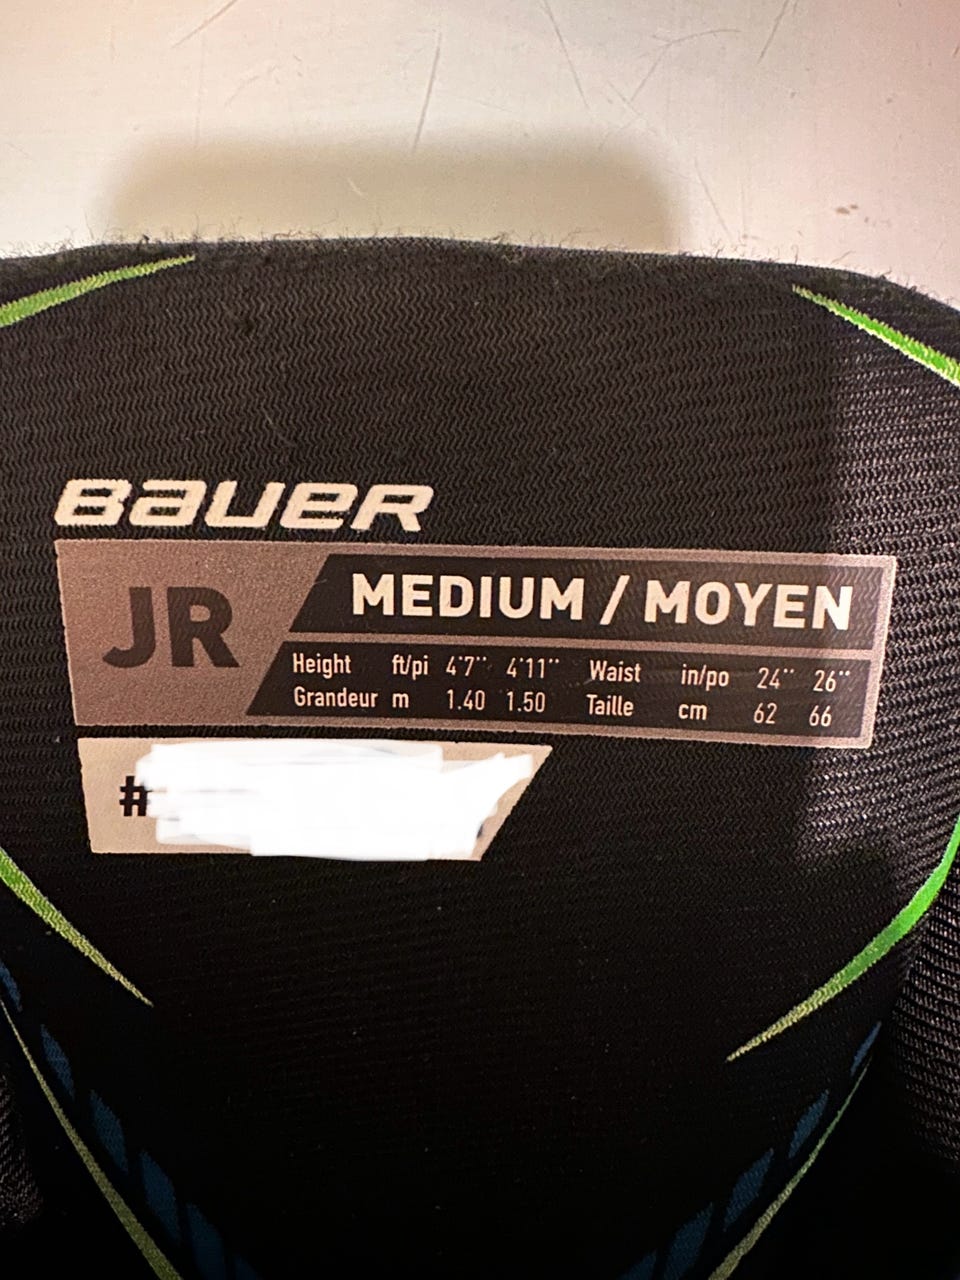 BAUER
JR
MEDIUM / MOYEN
Height ft/pi 4'7'' 4'11'' Waist in/po 24'' 26''
Grandeur m 1.40 1.50 Taille cm 62 66
#